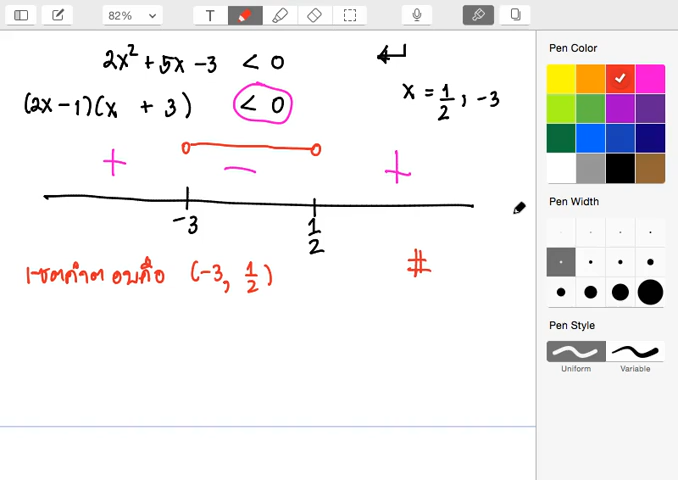 82%
T
2x² + 5x - 3 < 0
(2x - 1)(x + 3) < 0
x = 1/2, -3
+ - +
-3 1/2
เซตคำตอบคือ (-3, 1/2) #
Pen Color
Pen Width
Pen Style
Uniform Variable